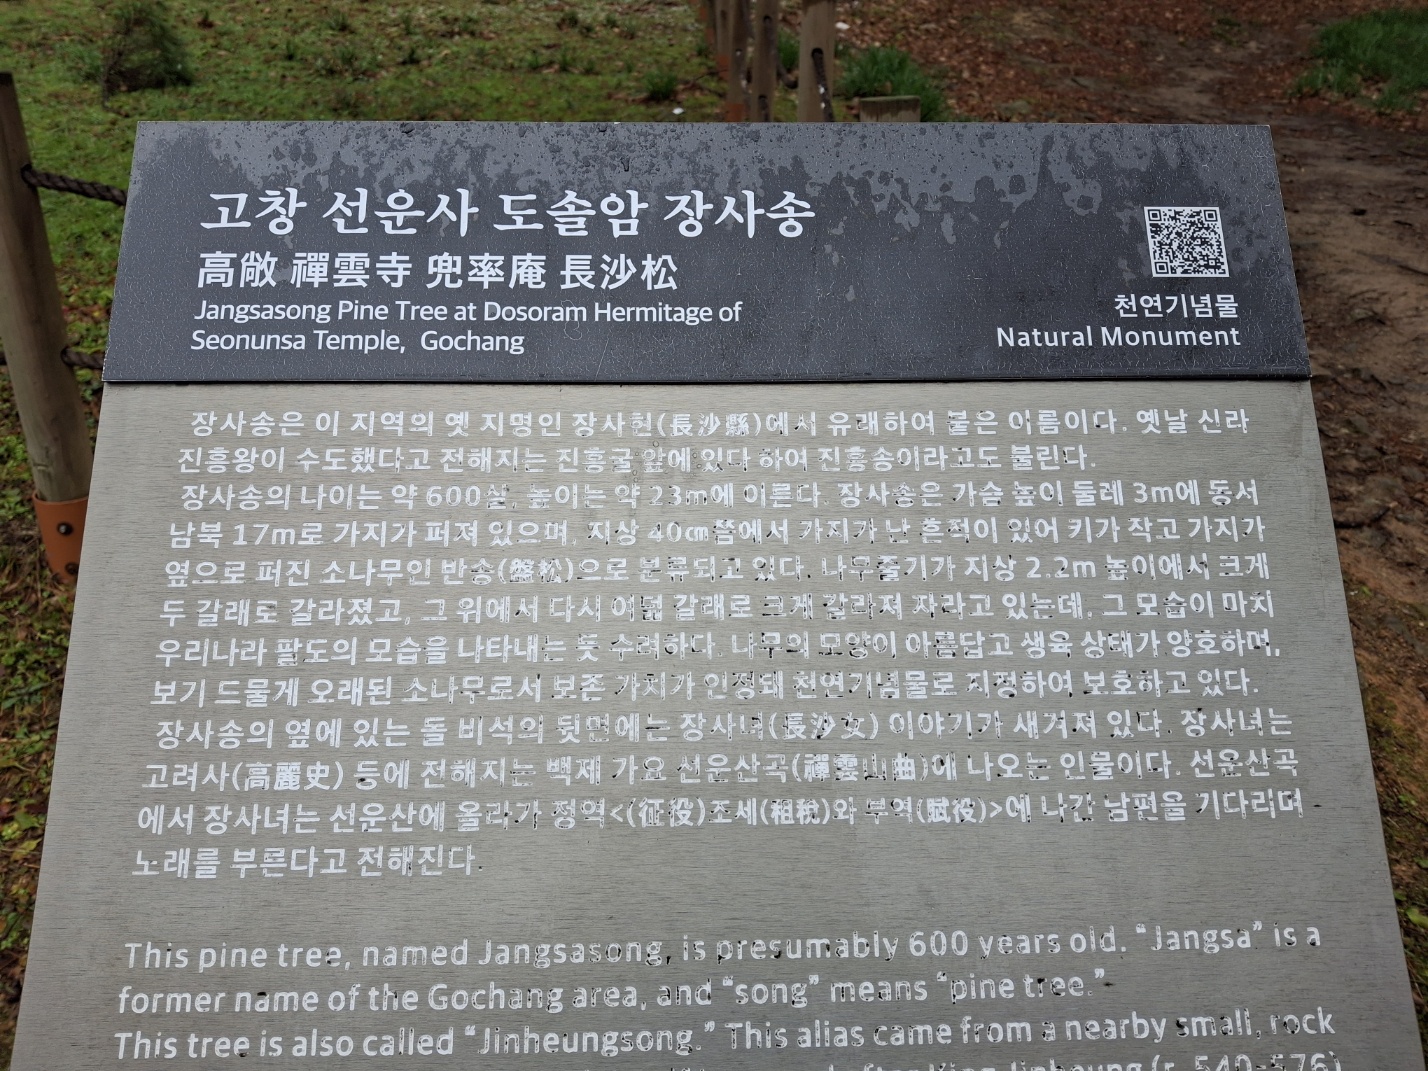 고창 선운사 도솔암 장사송
高敞 禪雲寺 兜率庵 長沙松
Jangsasong Pine Tree at Dosoram Hermitage of
Seonunsa Temple, Gochang
천연기념물
Natural Monument
장사송은 이 지역의 옛 지명인 장사현(長沙縣)에서 유래하여 붙은 이름이다. 옛날 신라
진흥왕이 수도했다고 전해지는 진흥굴 앞에 있다 하여 진흥송이라고도 불린다.
장사송의 나이는 약 600살, 높이는 약 23m에 이른다. 장사송은 가슴 높이 둘레 3m에 동서
남북 17m로 가지가 퍼져 있으며, 지상 40㎝쯤에서 가지가 난 흔적이 있어 키가 작고 가지가
옆으로 퍼진 소나무인 반송(盤松)으로 분류되고 있다. 나무줄기가 지상 2.2m 높이에서 크게
두 갈래로 갈라졌고, 그 위에서 다시 여덟 갈래로 크게 갈라져 자라고 있는데, 그 모습이 마치
우리나라 팔도의 모습을 나타내는 듯 수려하다. 나무의 모양이 아름답고 생육 상태가 양호하며,
보기 드물게 오래된 소나무로서 보존 가치가 인정돼 천연기념물로 지정하여 보호하고 있다.
장사송의 옆에 있는 돌 비석의 뒷면에는 장사녀(長沙女) 이야기가 새겨져 있다. 장사녀는
고려사(高麗史) 등에 전해지는 백제 가요 선운산곡(禪雲山曲)에 나오는 인물이다. 선운산곡
에서 장사녀는 선운산에 올라가 정역<(征役)조세(租稅)와 부역(賦役)>에 나간 남편을 기다리며
노래를 부른다고 전해진다.
This pine tree, named Jangsasong, is presumably 600 years old. “Jangsa” is a
former name of the Gochang area, and “song” means “pine tree.”
This tree is also called “Jinheungsong.” This alias came from a nearby small, rock
King Jinheung (r. 540-576)